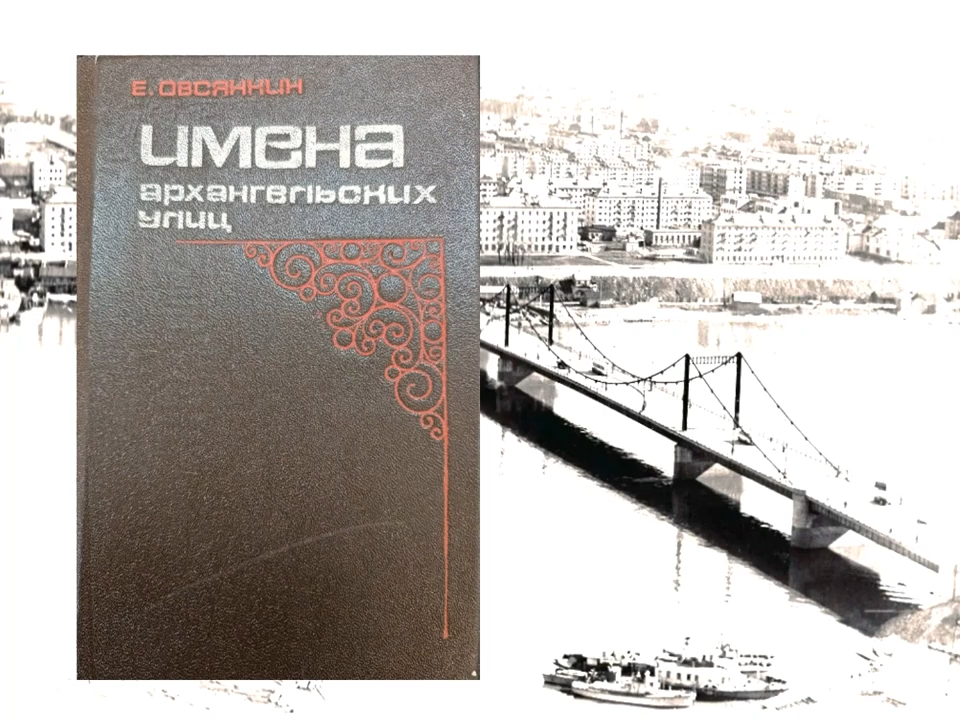 Е. Овсянкин
имена
архангельских
улиц